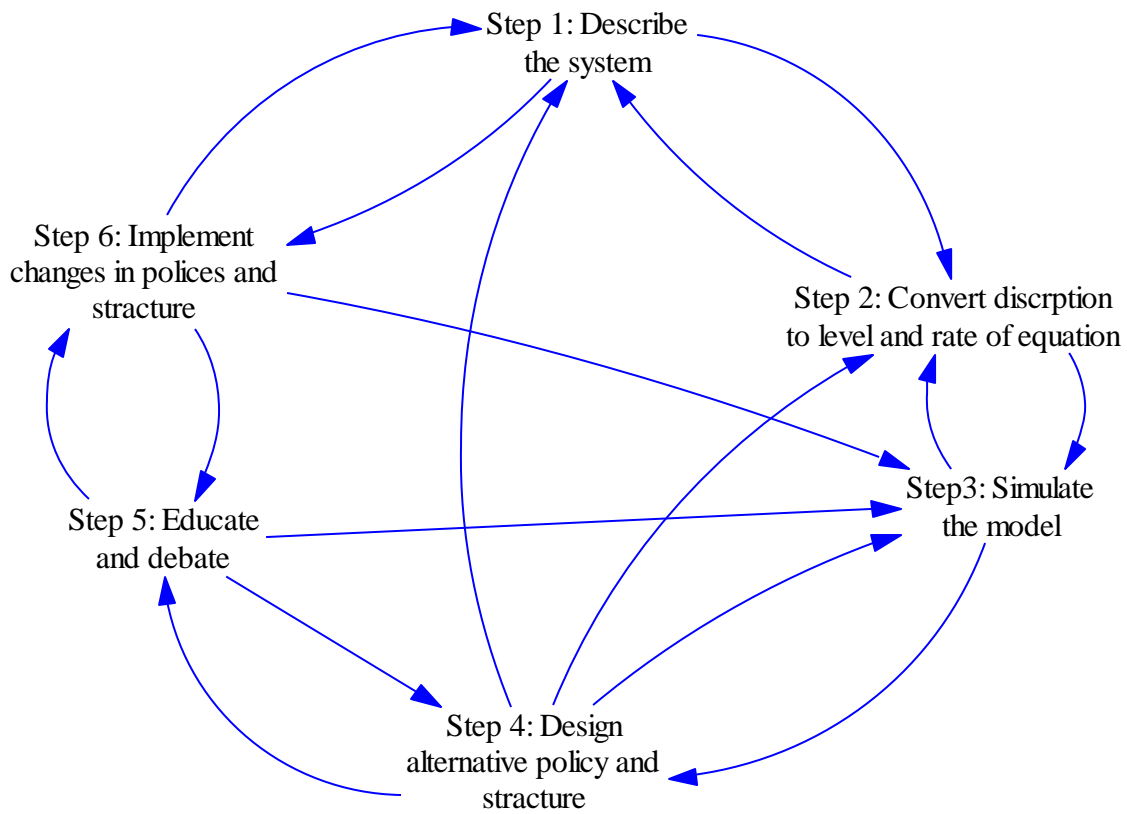 Step 1: Describe
the system
Step 6: Implement
changes in polices and
stracture
Step 2: Convert discrption
to level and rate of equation
Step3: Simulate
the model
Step 5: Educate
and debate
Step 4: Design
alternative policy and
stracture